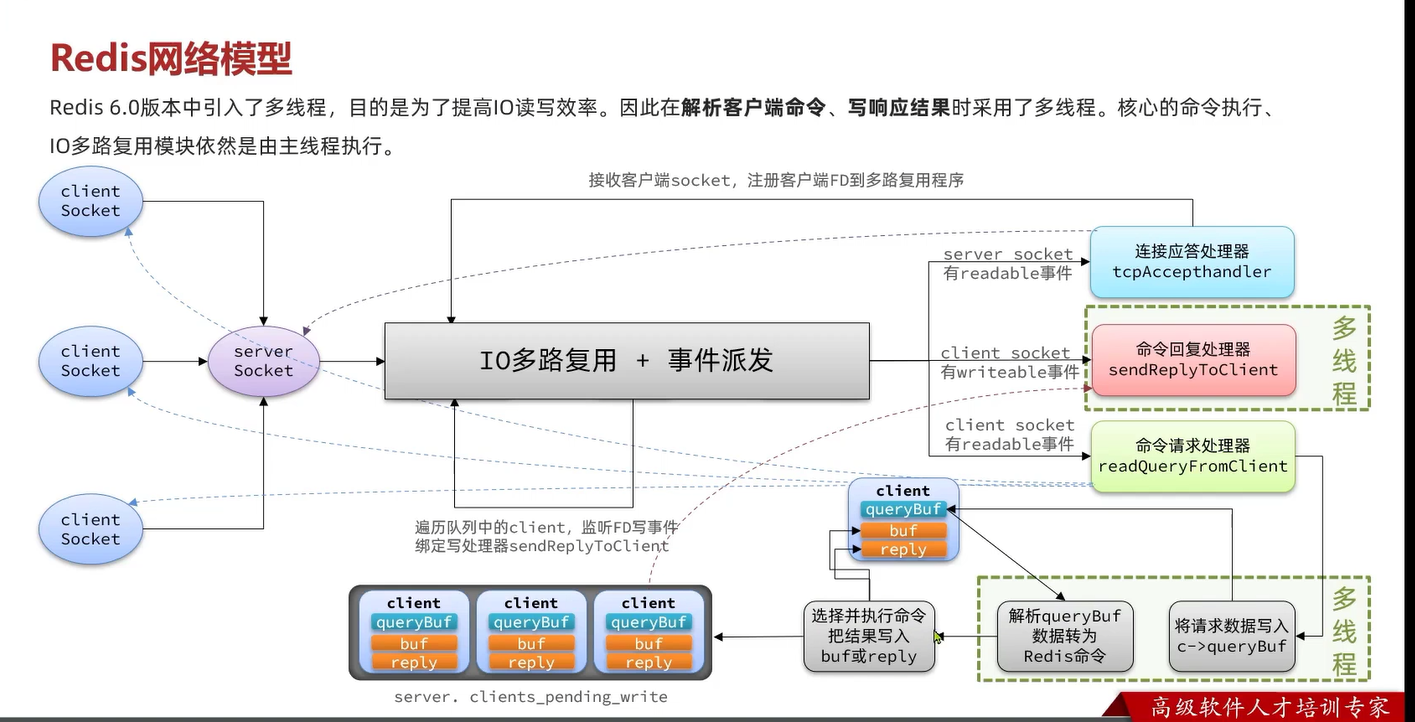 Redis网络模型
Redis 6.0版本中引入了多线程，目的是为了提高IO读写效率。因此在解析客户端命令、写响应结果时采用了多线程。核心的命令执行、
IO多路复用模块依然是由主线程执行。
接收客户端socket，注册客户端FD到多路复用程序
client
Socket
client
Socket
client
Socket
server
Socket
IO多路复用 + 事件派发
server socket
有readable事件
连接应答处理器
tcpAccepthandler
client socket
有writeable事件
命令回复处理器
sendReplyToClient
多
线
程
client socket
有readable事件
命令请求处理器
readQueryFromClient
遍历队列中的client，监听FD写事件
绑定写处理器sendReplyToClient
client
queryBuf
buf
reply
client
queryBuf
buf
reply
client
queryBuf
buf
reply
client
queryBuf
buf
reply
server. clients_pending_write
选择并执行命令
把结果写入
buf或reply
解析queryBuf
数据转为
Redis命令
将请求数据写入
c->queryBuf
多
线
程
高级软件人才培训专家